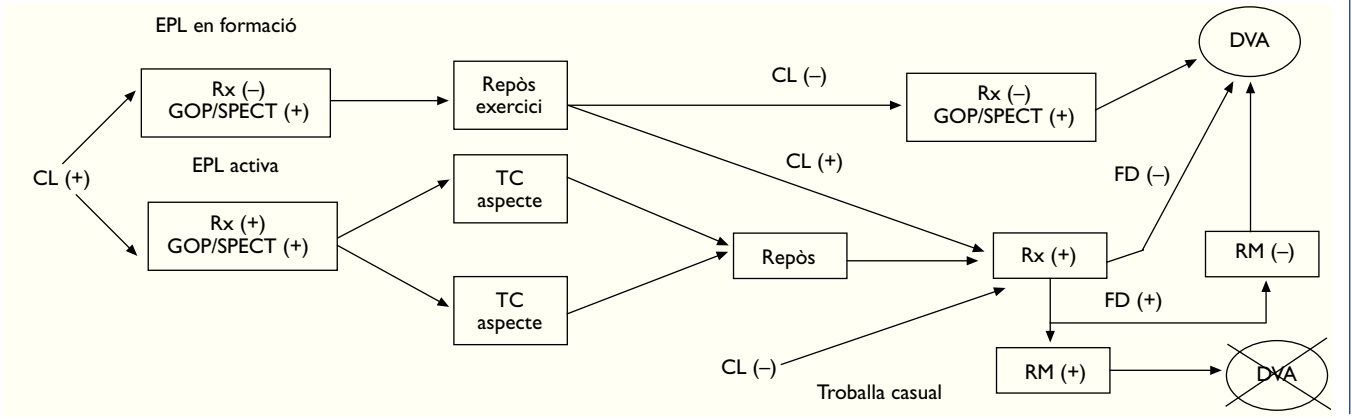 EPL en formació
DVA
Rx (–)
GOP/SPECT (+)
Repòs
exercici
CL (–)
Rx (–)
GOP/SPECT (+)
CL (+)
EPL activa
CL (+)
TC
aspecte
FD (–)
Rx (+)
GOP/SPECT (+)
Repòs
Rx (+)
RM (–)
TC
aspecte
FD (+)
CL (–)
RM (+)
DVA
Troballa casual